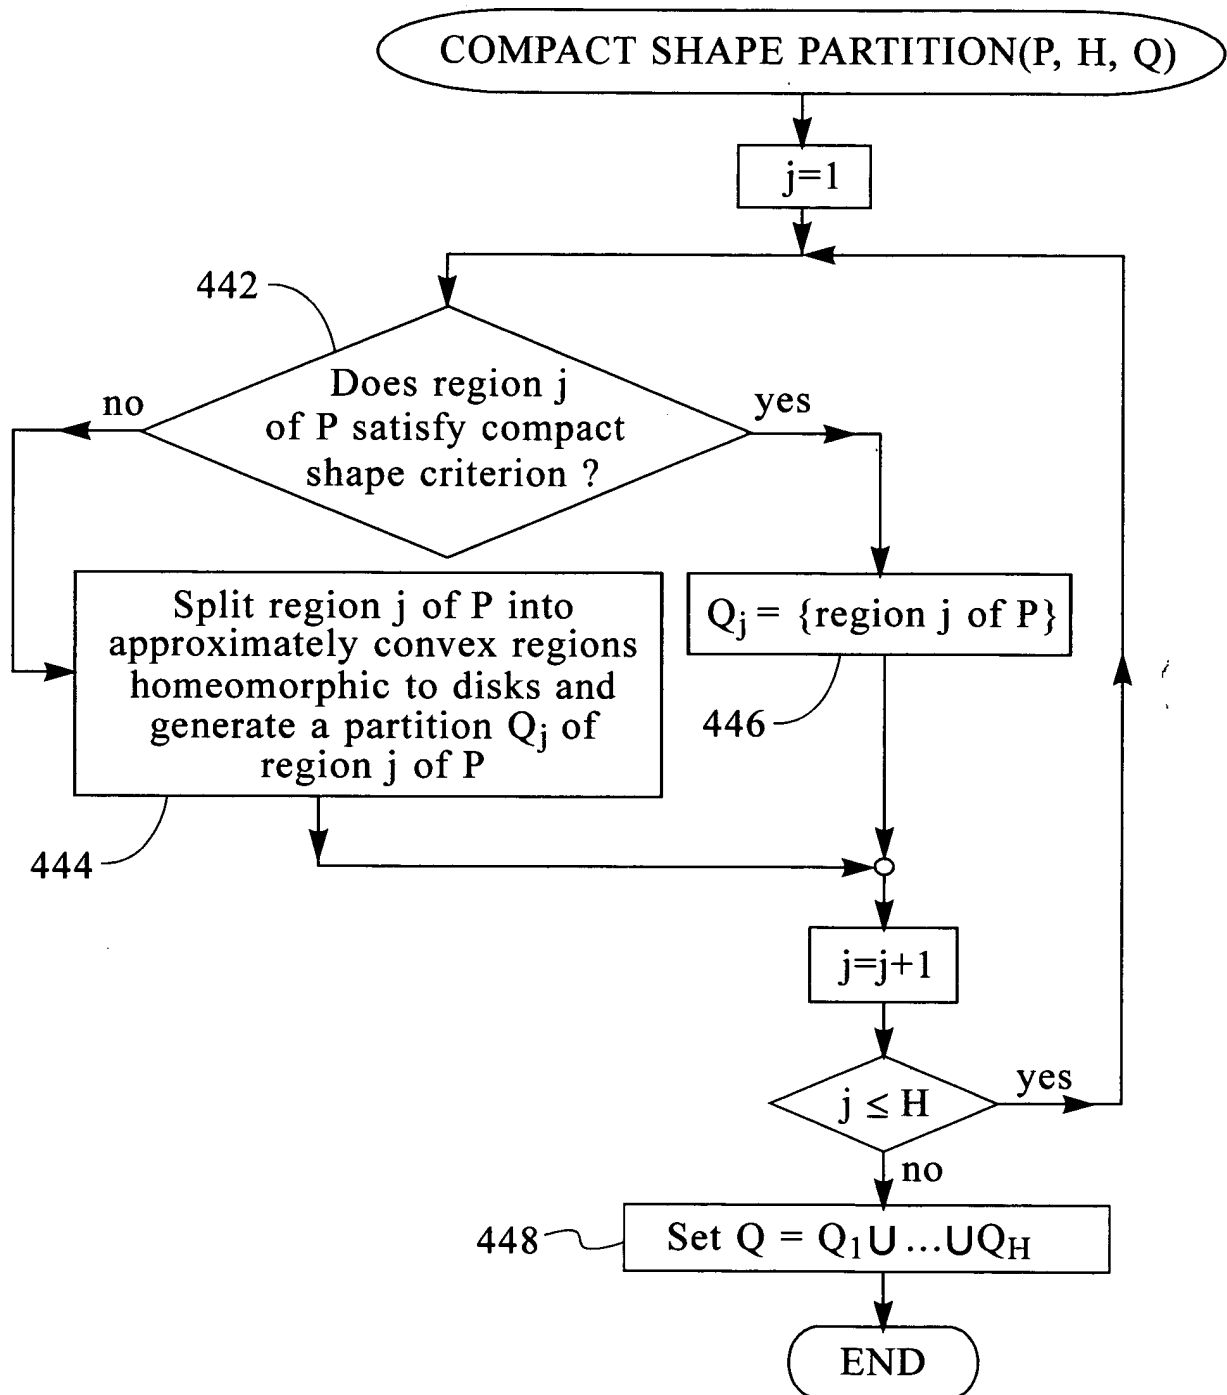 COMPACT SHAPE PARTITION(P, H, Q)
j=1
442
Does region j
of P satisfy compact
shape criterion ?
no
yes
Split region j of P into
approximately convex regions
homeomorphic to disks and
generate a partition Qj of
region j of P
444
Qj = {region j of P}
446
j=j+1
j ≤ H
yes
no
448
Set Q = Q1∪...∪QH
END